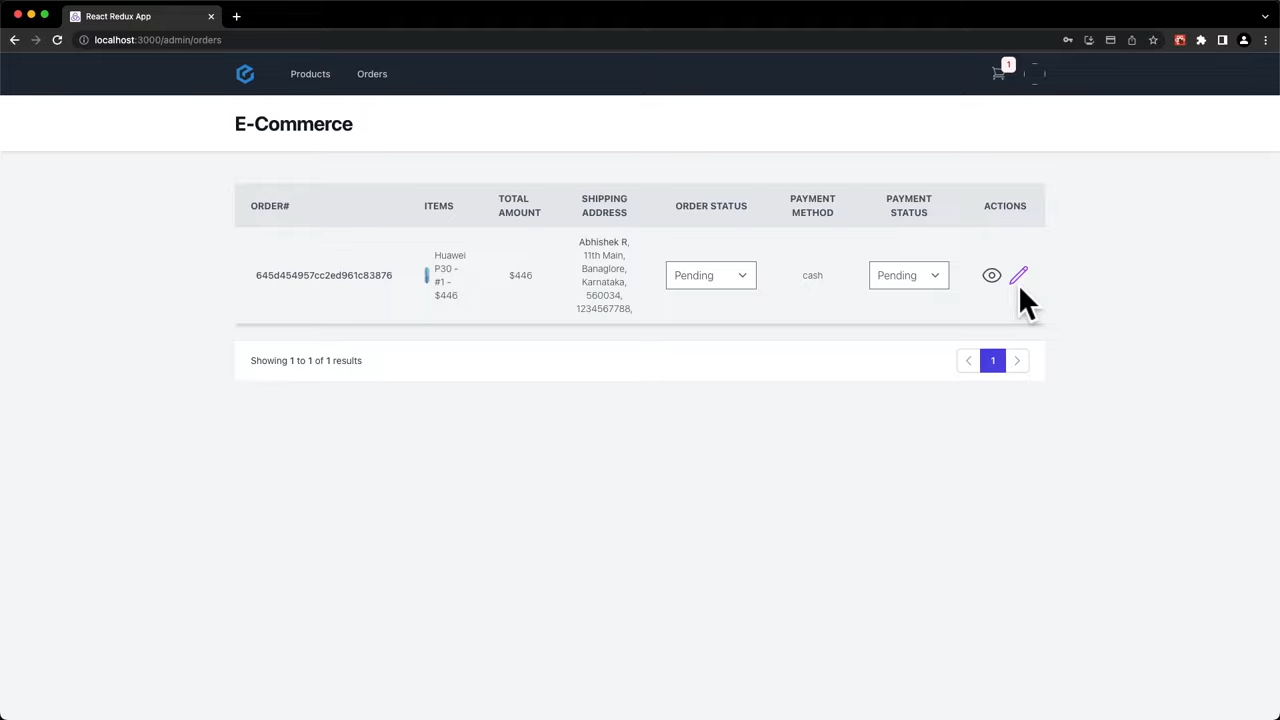 React Redux App
localhost:3000/admin/orders
Products
Orders
1
E-Commerce
ORDER#
ITEMS
TOTAL
AMOUNT
SHIPPING
ADDRESS
ORDER STATUS
PAYMENT
METHOD
PAYMENT
STATUS
ACTIONS
645d454957cc2ed961c83876
Huawei
P30 -
#1 -
$446
$446
Abhishek R,
11th Main,
Banaglore,
Karnataka,
560034,
1234567788,
Pending
cash
Pending
Showing 1 to 1 of 1 results
1